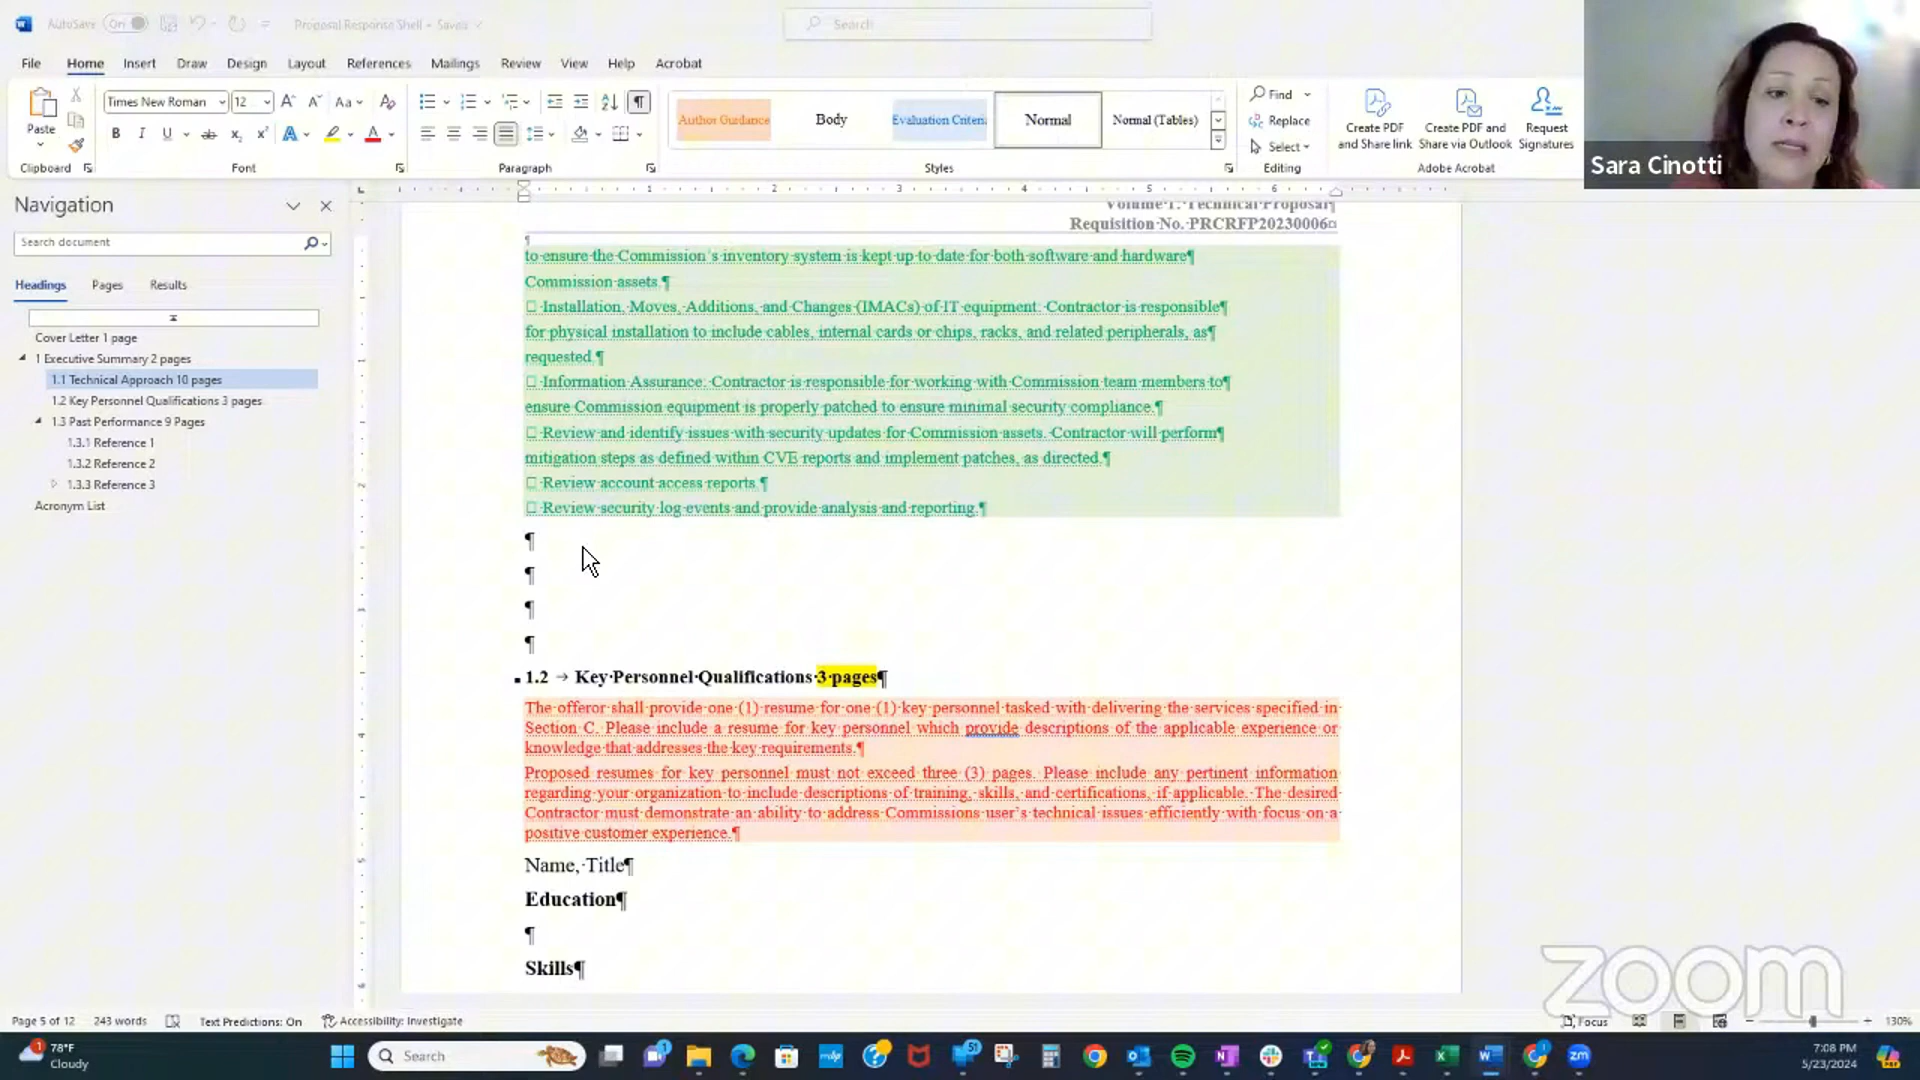 AutoSave On Proposal Response Shell - Saved Search
File Home Insert Draw Design Layout References Mailings Review View Help Acrobat
Times New Roman 12 Author Guidance Body Evaluation Criteri Normal Normal (Tables) Find
Paste Replace
Select
Create PDF and Share link
Create PDF and Share via Outlook
Request Signatures
Clipboard Font Paragraph Styles Editing Adobe Acrobat
Sara Cinotti
Navigation
Search document
Headings Pages Results
Cover Letter 1 page
1 Executive Summary 2 pages
1.1 Technical Approach 10 pages
1.2 Key Personnel Qualifications 3 pages
1.3 Past Performance 9 Pages
1.3.1 Reference 1
1.3.2 Reference 2
1.3.3 Reference 3
Acronym List
Volume 1: Technical Proposal¶
Requisition No. PRCRFP20230006
¶
to ensure the Commission's inventory system is kept up to date for both software and hardware¶
Commission assets.¶
□ Installation, Moves, Additions, and Changes (IMACs) of IT equipment: Contractor is responsible¶
for physical installation to include cables, internal cards or chips, racks, and related peripherals, as¶
requested.¶
□ Information Assurance: Contractor is responsible for working with Commission team members to¶
ensure Commission equipment is properly patched to ensure minimal security compliance.¶
□ Review and identify issues with security updates for Commission assets. Contractor will perform¶
mitigation steps as defined within CVE reports and implement patches, as directed.¶
□ Review account access reports.¶
□ Review security log events and provide analysis and reporting.¶
¶
¶
¶
¶
1.2 → Key Personnel Qualifications 3 pages¶
The offeror shall provide one (1) resume for one (1) key personnel tasked with delivering the services specified in
Section C. Please include a resume for key personnel which provide descriptions of the applicable experience or
knowledge that addresses the key requirements.¶
Proposed resumes for key personnel must not exceed three (3) pages. Please include any pertinent information
regarding your organization to include descriptions of training, skills, and certifications, if applicable. The desired
Contractor must demonstrate an ability to address Commissions user's technical issues efficiently with focus on a
positive customer experience.¶
Name, Title¶
Education¶
¶
Skills¶
zoom
Page 5 of 12 243 words Text Predictions: On Accessibility: Investigate Focus 130%
78°F
Cloudy
Search
7:08 PM
5/23/2024